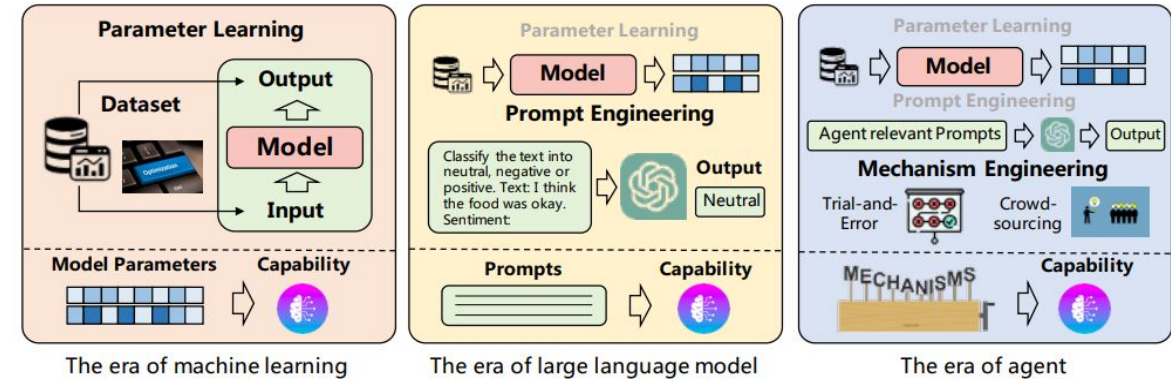 Parameter Learning
Output
Dataset
Optimization
Model
Input
Model Parameters
Capability
The era of machine learning
Parameter Learning
Model
Prompt Engineering
Classify the text into
neutral, negative or
positive. Text: I think
the food was okay.
Sentiment:
Output
Neutral
Prompts
Capability
The era of large language model
Parameter Learning
Model
Prompt Engineering
Agent relevant Prompts
Output
Mechanism Engineering
Trial-and-
Error
Crowd-
sourcing
MECHANISMS
Capability
The era of agent